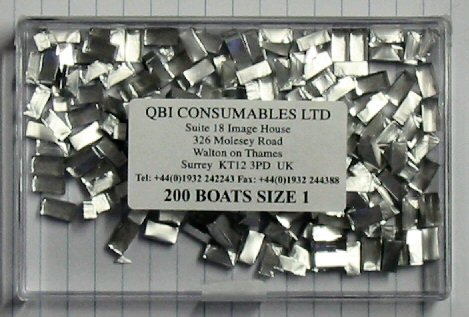 QBI CONSUMABLES LTD
Suite 18 Image House
326 Molesey Road
Walton on Thames
Surrey KT12 3PD UK
Tel: +44(0)1932 242243 Fax: +44(0)1932 244388
200 BOATS SIZE 1